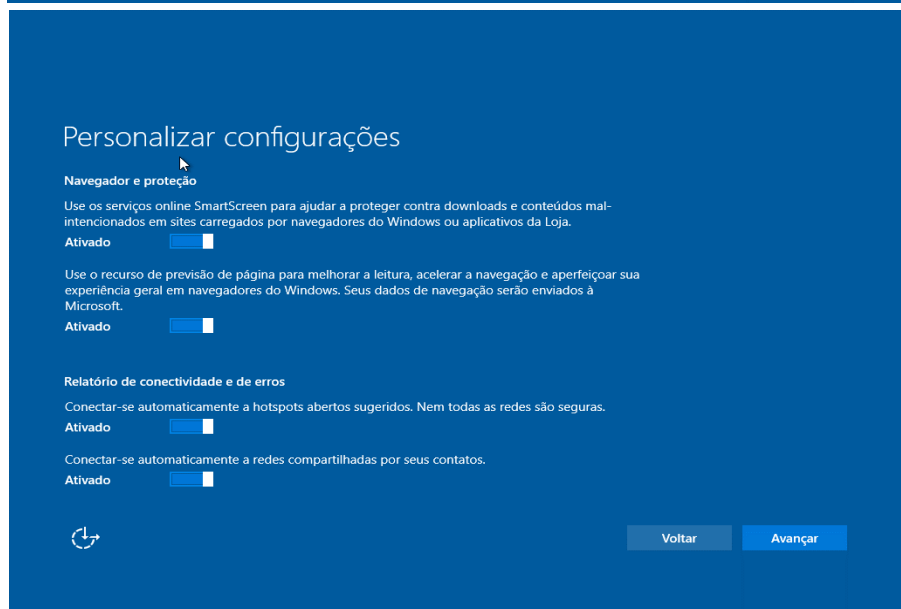 Personalizar configurações
Navegador e proteção
Use os serviços online SmartScreen para ajudar a proteger contra downloads e conteúdos mal-
intencionados em sites carregados por navegadores do Windows ou aplicativos da Loja.
Ativado
Use o recurso de previsão de página para melhorar a leitura, acelerar a navegação e aperfeiçoar sua
experiência geral em navegadores do Windows. Seus dados de navegação serão enviados à
Microsoft.
Ativado
Relatório de conectividade e de erros
Conectar-se automaticamente a hotspots abertos sugeridos. Nem todas as redes são seguras.
Ativado
Conectar-se automaticamente a redes compartilhadas por seus contatos.
Ativado
Voltar
Avançar